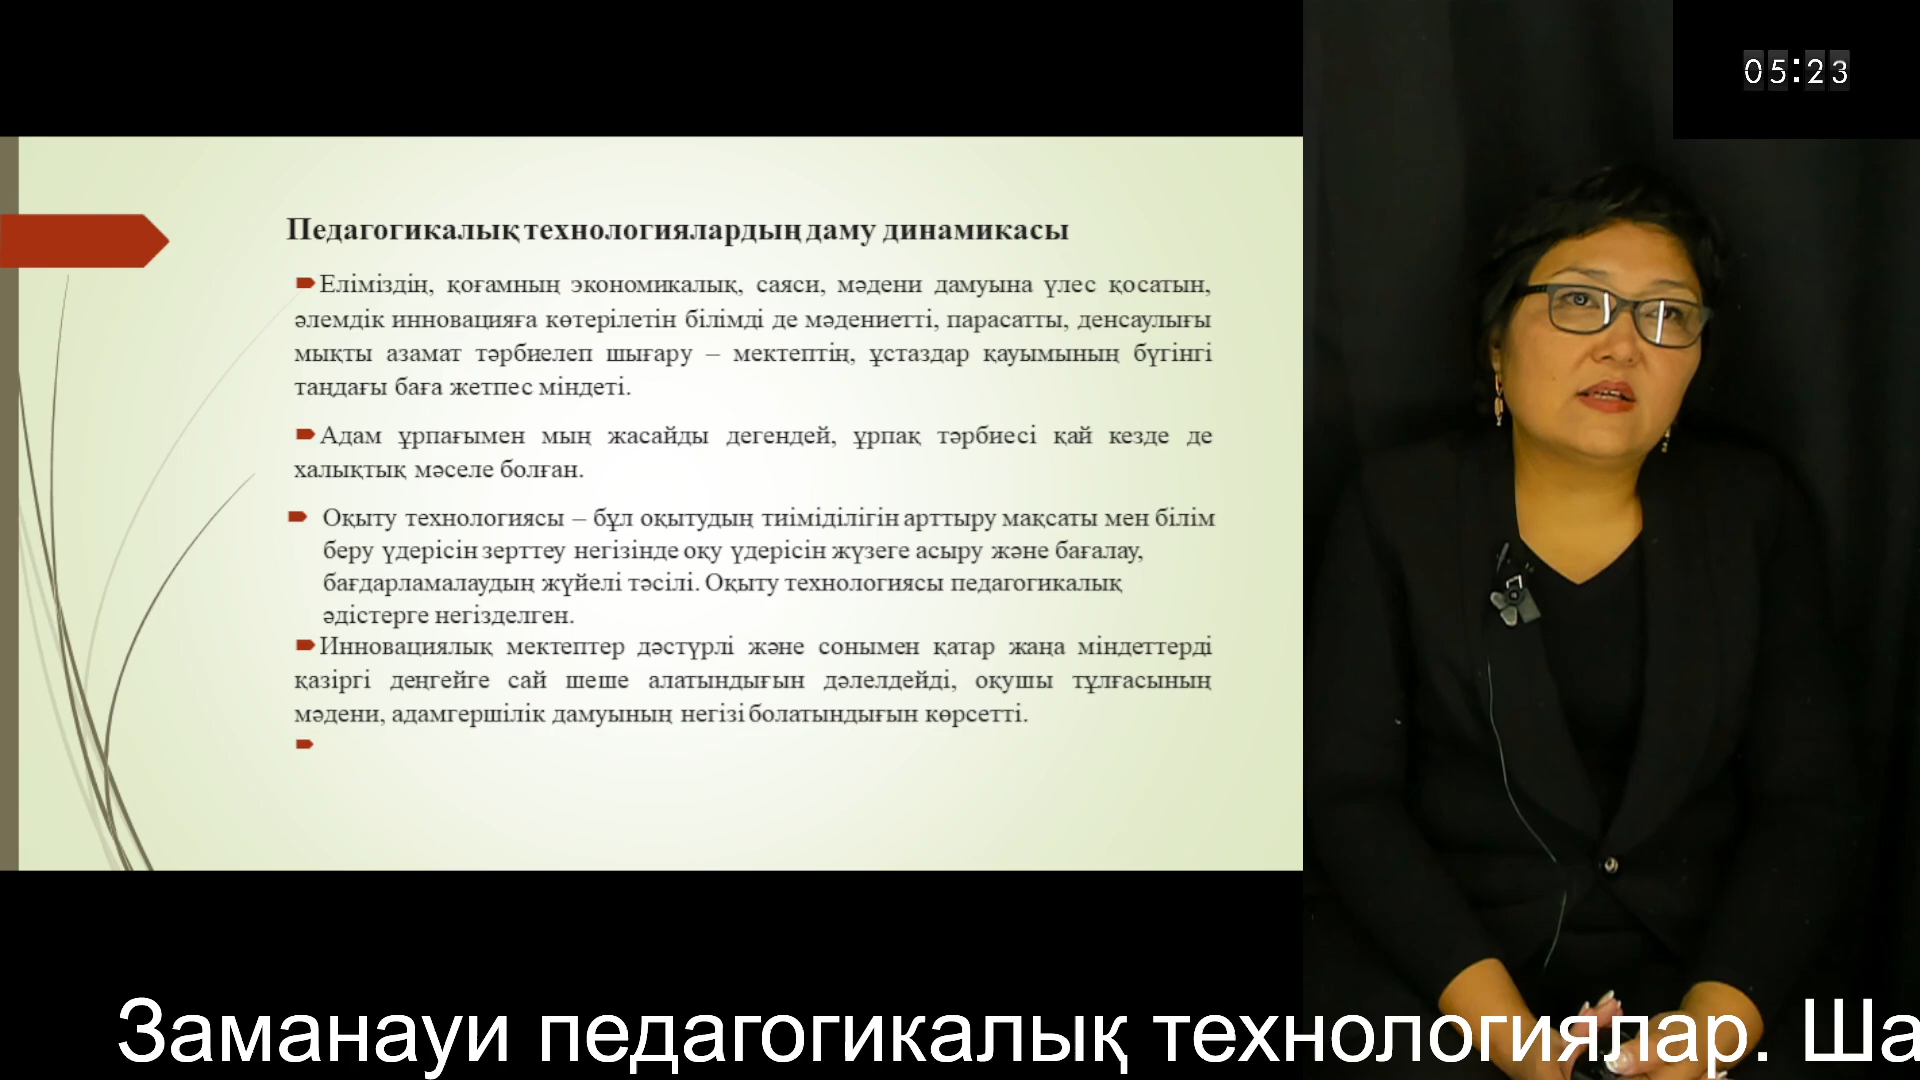 05:23
Педагогикалық технологиялардың даму динамикасы
Еліміздің, қоғамның экономикалық, саяси, мәдени дамуына үлес қосатын,
әлемдік инновацияға көтерілетін білімді де мәдениетті, парасатты, денсаулығы
мықты азамат тәрбиелеп шығару – мектептің, ұстаздар қауымының бүгінгі
таңдағы баға жетпес міндеті.
Адам ұрпағымен мың жасайды дегендей, ұрпақ тәрбиесі қай кезде де
халықтық мәселе болған.
Оқыту технологиясы – бұл оқытудың тиіміділігін арттыру мақсаты мен білім
беру үдерісін зерттеу негізінде оқу үдерісін жүзеге асыру және бағалау,
бағдарламалаудың жүйелі тәсілі. Оқыту технологиясы педагогикалық
әдістерге негізделген.
Инновациялық мектептер дәстүрлі және сонымен қатар жаңа міндеттерді
қазіргі деңгейге сай шеше алатындығын дәлелдейді, оқушы тұлғасының
мәдени, адамгершілік дамуының негізі болатындығын көрсетті.
Заманауи педагогикалық технологиялар. Ша